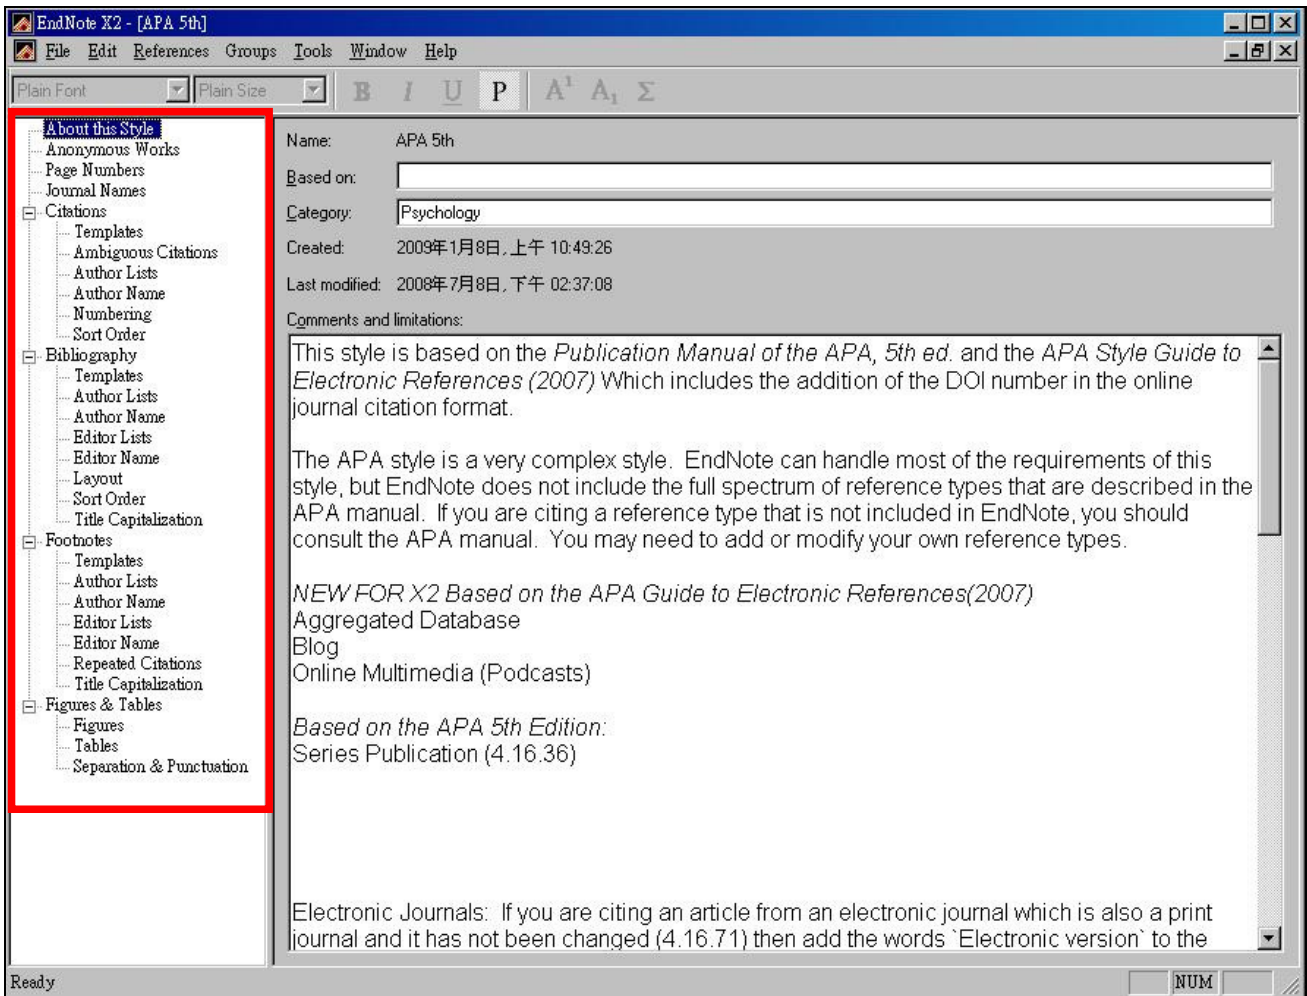 EndNote X2 - [APA 5th]
File Edit References Groups Tools Window Help
Plain Font Plain Size B I U P A¹ A₁ Σ
About this Style
Anonymous Works
Page Numbers
Journal Names
Citations
Templates
Ambiguous Citations
Author Lists
Author Name
Numbering
Sort Order
Bibliography
Templates
Author Lists
Author Name
Editor Lists
Editor Name
Layout
Sort Order
Title Capitalization
Footnotes
Templates
Author Lists
Author Name
Editor Lists
Editor Name
Repeated Citations
Title Capitalization
Figures & Tables
Figures
Tables
Separation & Punctuation
Name: APA 5th
Based on:
Category: Psychology
Created: 2009年1月8日, 上午 10:49:26
Last modified: 2008年7月8日, 下午 02:37:08
Comments and limitations:
This style is based on the Publication Manual of the APA, 5th ed. and the APA Style Guide to
Electronic References (2007) Which includes the addition of the DOI number in the online
journal citation format.
The APA style is a very complex style.  EndNote can handle most of the requirements of this
style, but EndNote does not include the full spectrum of reference types that are described in the
APA manual.  If you are citing a reference type that is not included in EndNote, you should
consult the APA manual.  You may need to add or modify your own reference types.
NEW FOR X2 Based on the APA Guide to Electronic References(2007)
Aggregated Database
Blog
Online Multimedia (Podcasts)
Based on the APA 5th Edition:
Series Publication (4.16.36)
Electronic Journals:  If you are citing an article from an electronic journal which is also a print
journal and it has not been changed (4.16.71) then add the words `Electronic version` to the
Ready NUM